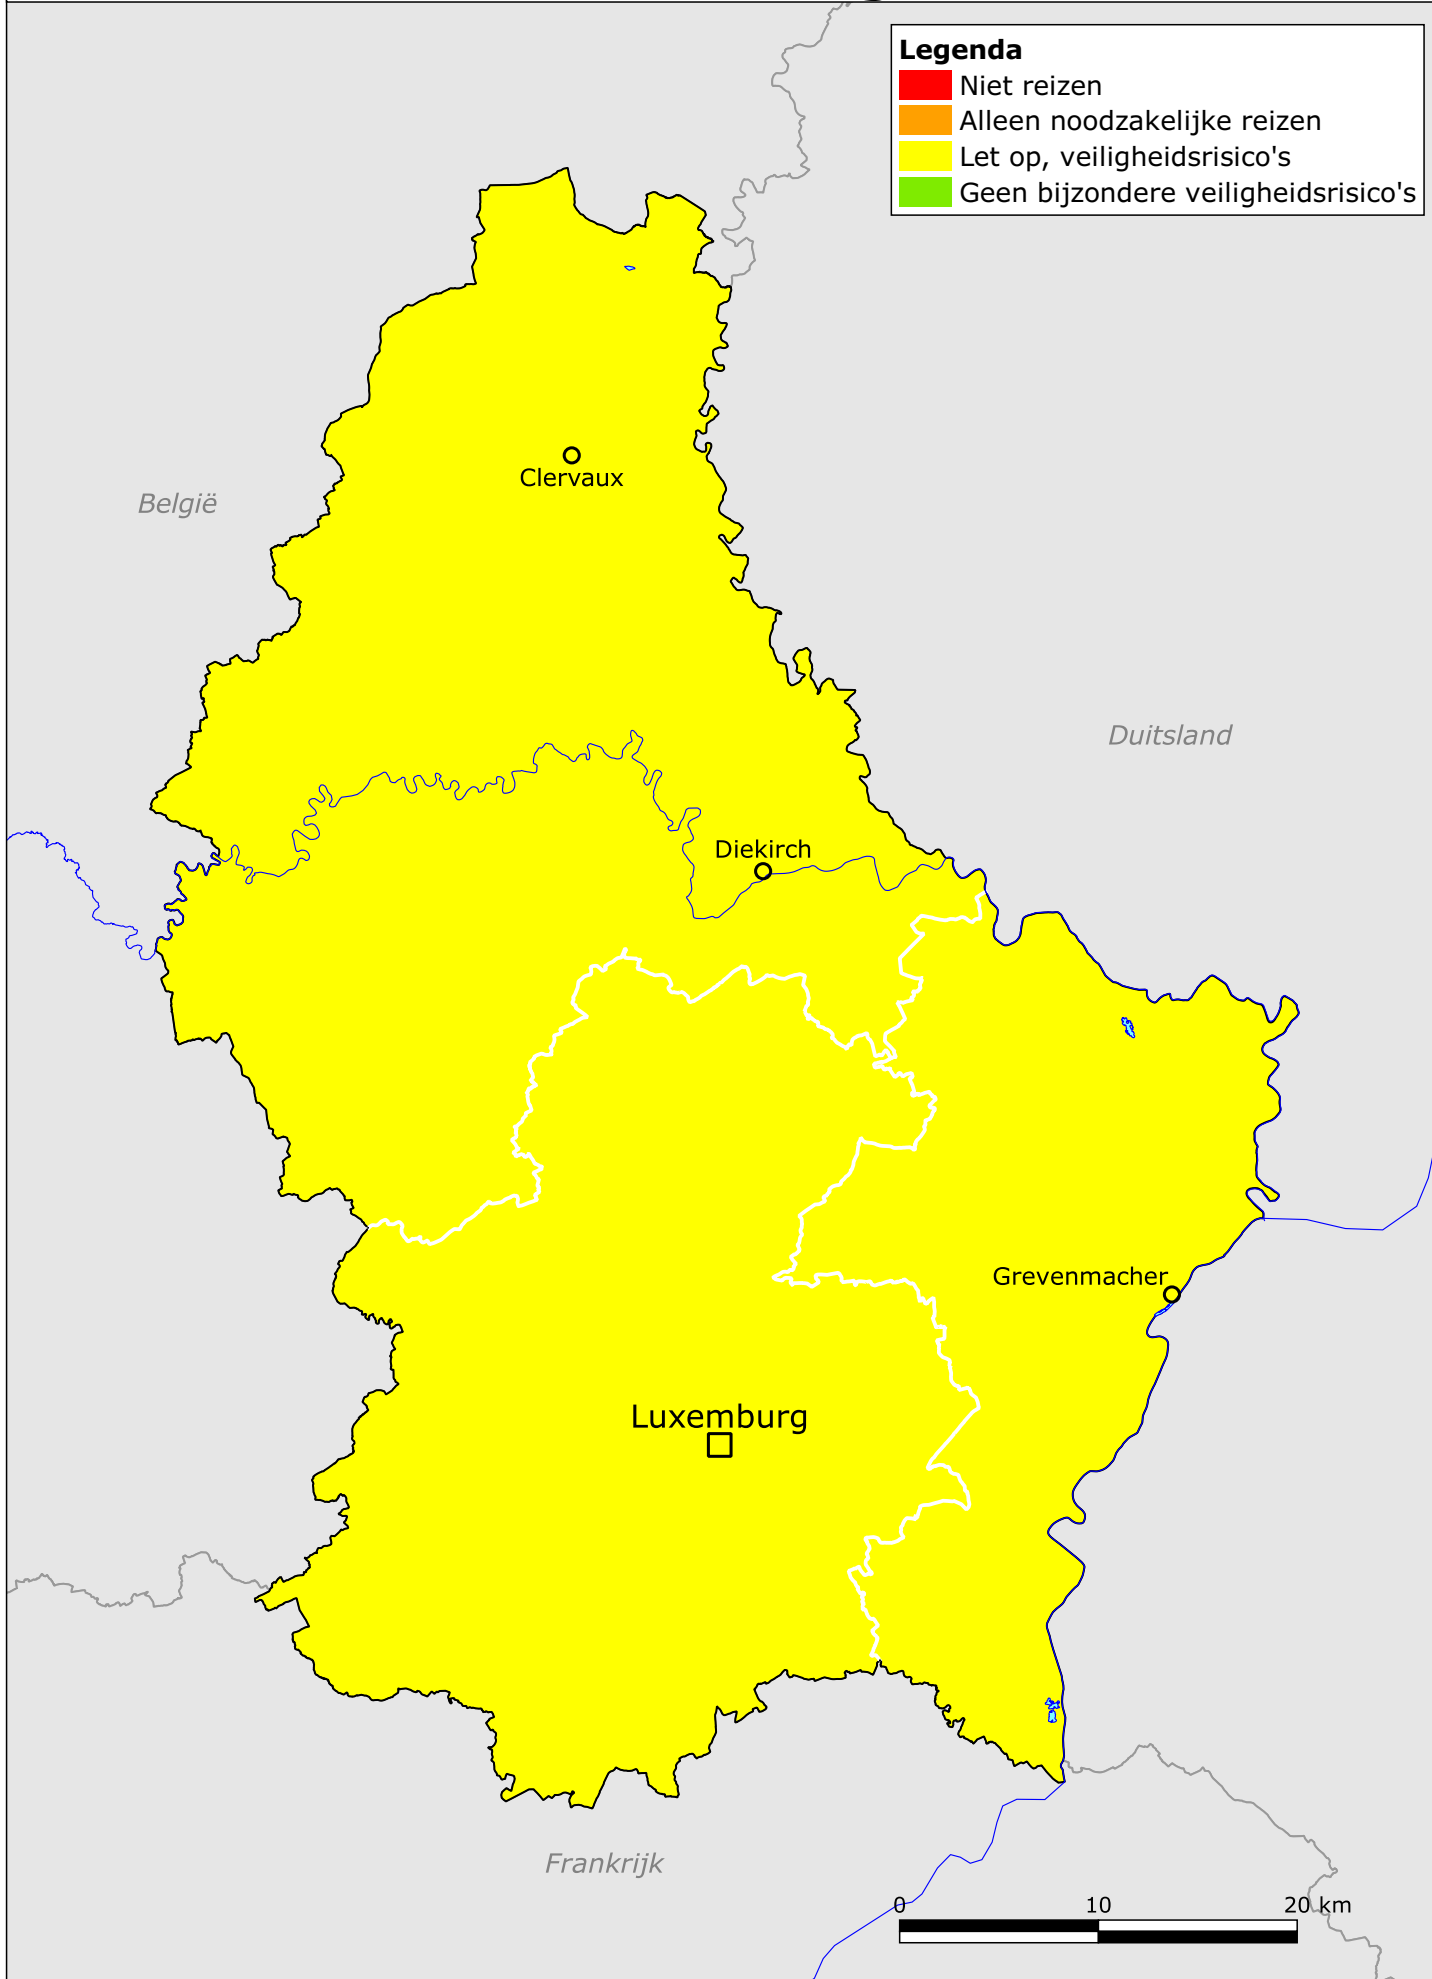 Legenda
Niet reizen
Alleen noodzakelijke reizen
Let op, veiligheidsrisico's
Geen bijzondere veiligheidsrisico's
Clervaux
België
Duitsland
Diekirch
Grevenmacher
Luxemburg
Frankrijk
0 10 20 km